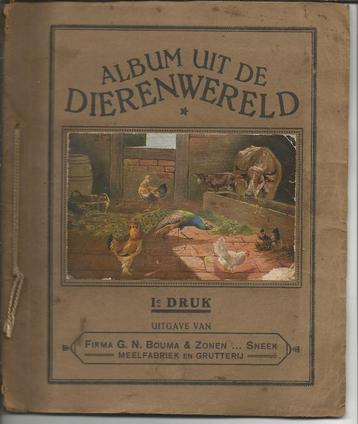 ALBUM UIT DE
DIERENWERELD
Iᵉ DRUK
UITGAVE VAN
FIRMA G. N. BOUMA & ZONEN ... SNEEK
MEELFABRIEK EN GRUTTERIJ